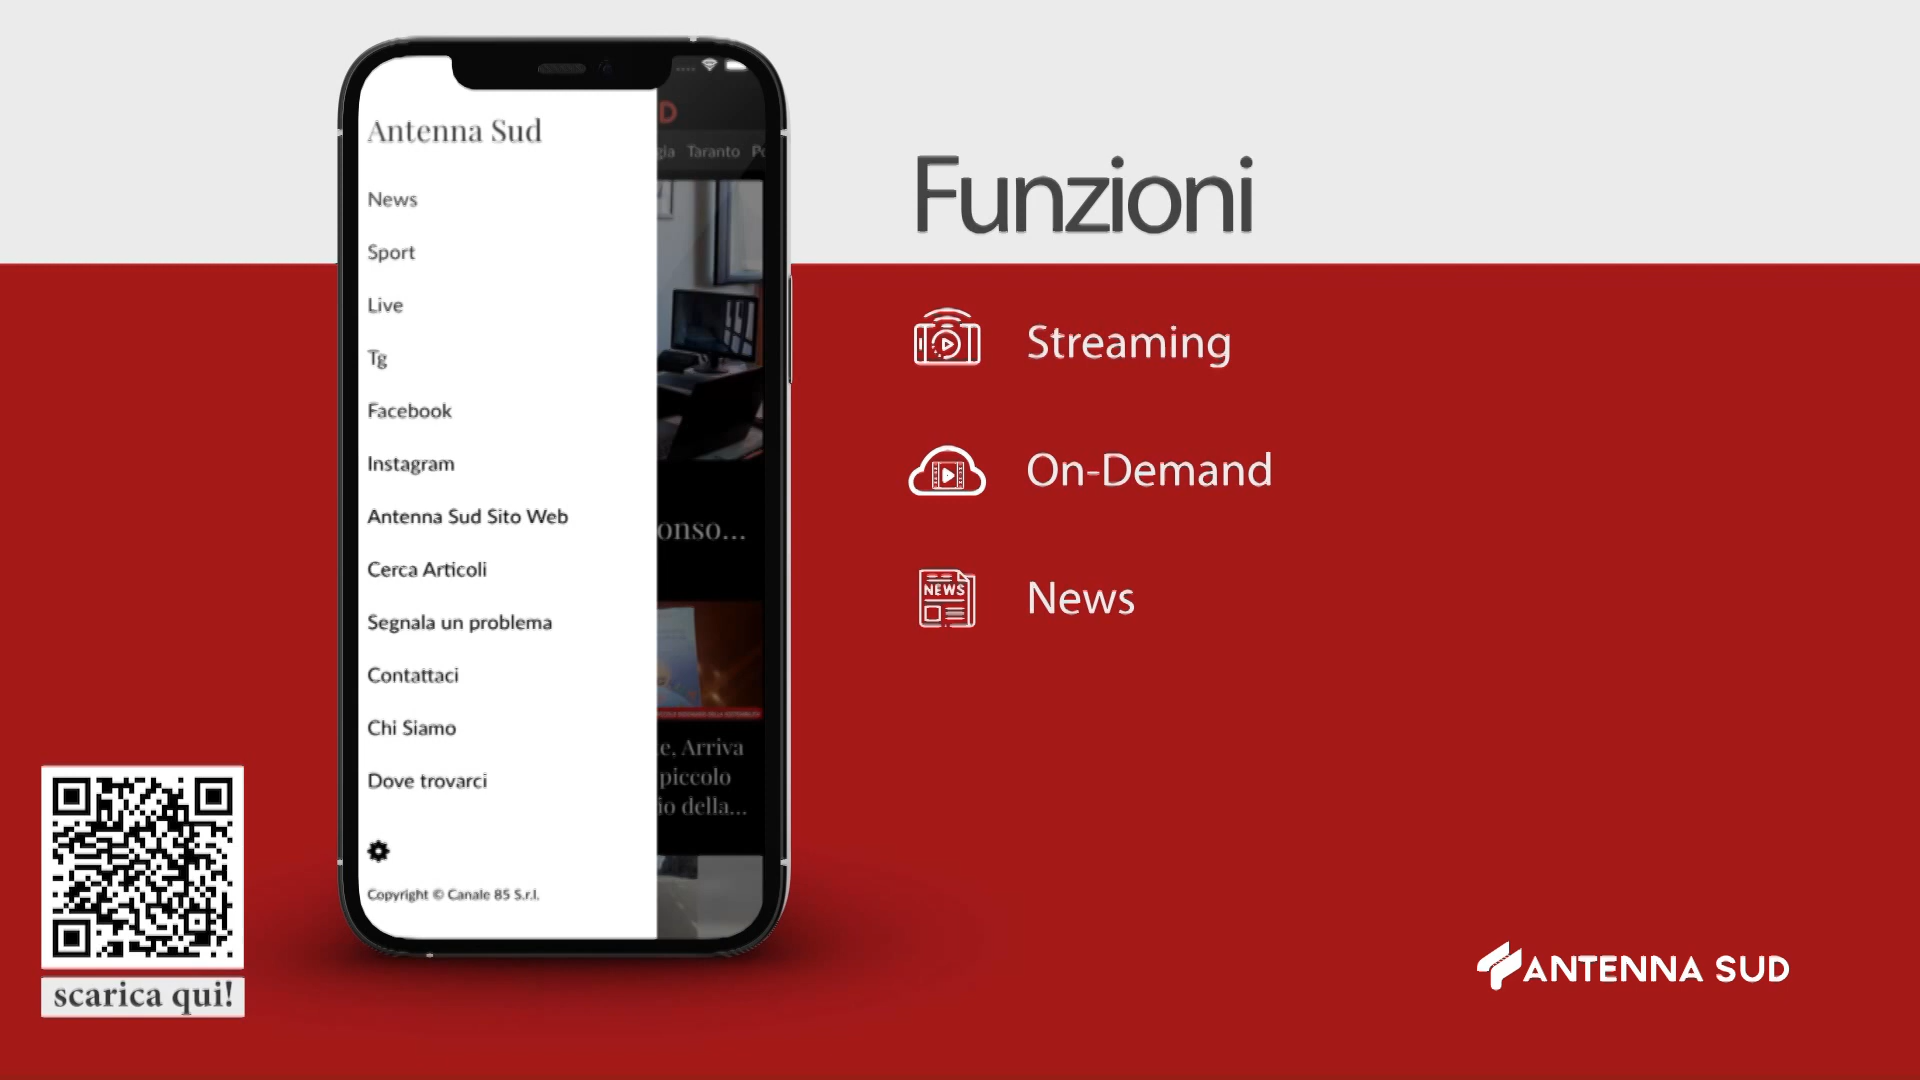 Antenna Sud
News
Sport
Live
Tg
Facebook
Instagram
Antenna Sud Sito Web
Cerca Articoli
Segnala un problema
Contattaci
Chi Siamo
Dove trovarci
Copyright © Canale 85 S.r.l.
D
gia Taranto Po
onso...
e, Arriva
piccolo
io della...
Funzioni
Streaming
On-Demand
NEWS
News
scarica qui!
ANTENNA SUD